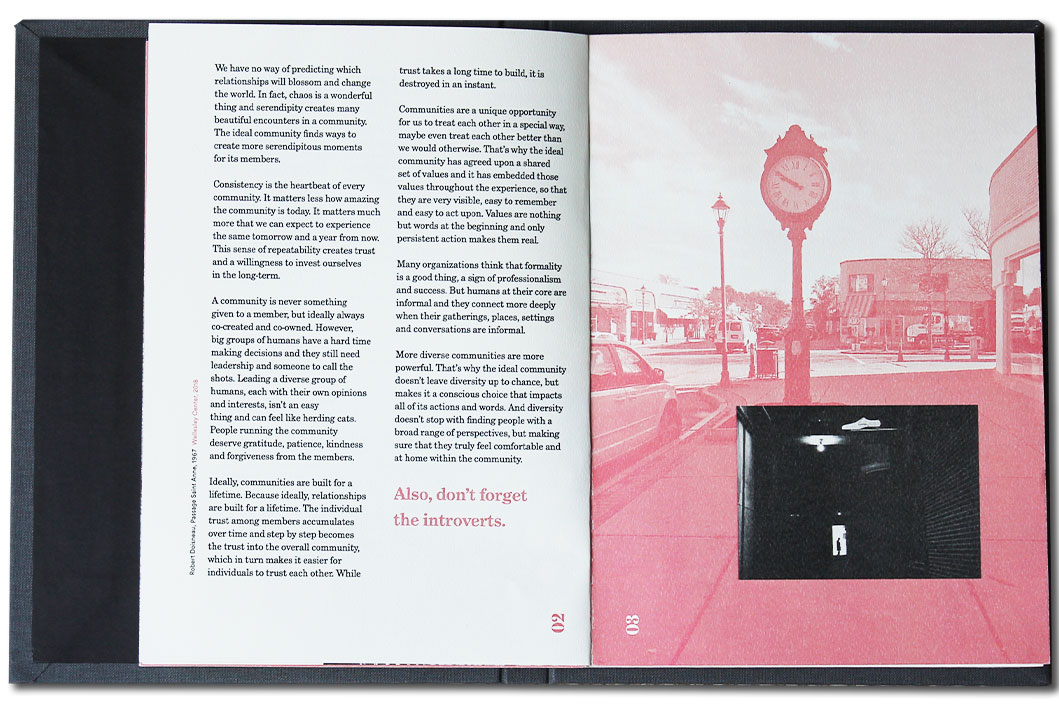 We have no way of predicting which
relationships will blossom and change
the world. In fact, chaos is a wonderful
thing and serendipity creates many
beautiful encounters in a community.
The ideal community finds ways to
create more serendipitous moments
for its members.
Consistency is the heartbeat of every
community. It matters less how amazing
the community is today. It matters much
more that we can expect to experience
the same tomorrow and a year from now.
This sense of repeatability creates trust
and a willingness to invest ourselves
in the long-term.
A community is never something
given to a member, but ideally always
co-created and co-owned. However,
big groups of humans have a hard time
making decisions and they still need
leadership and someone to call the
shots. Leading a diverse group of
humans, each with their own opinions
and interests, isn't an easy
thing and can feel like herding cats.
People running the community
deserve gratitude, patience, kindness
and forgiveness from the members.
Ideally, communities are built for a
lifetime. Because ideally, relationships
are built for a lifetime. The individual
trust among members accumulates
over time and step by step becomes
the trust into the overall community,
which in turn makes it easier for
individuals to trust each other. While
trust takes a long time to build, it is
destroyed in an instant.
Communities are a unique opportunity
for us to treat each other in a special way,
maybe even treat each other better than
we would otherwise. That's why the ideal
community has agreed upon a shared
set of values and it has embedded those
values throughout the experience, so that
they are very visible, easy to remember
and easy to act upon. Values are nothing
but words at the beginning and only
persistent action makes them real.
Many organizations think that formality
is a good thing, a sign of professionalism
and success. But humans at their core are
informal and they connect more deeply
when their gatherings, places, settings
and conversations are informal.
More diverse communities are more
powerful. That's why the ideal community
doesn't leave diversity up to chance, but
makes it a conscious choice that impacts
all of its actions and words. And diversity
doesn't stop with finding people with a
broad range of perspectives, but making
sure that they truly feel comfortable and
at home within the community.
Also, don't forget
the introverts.
Robert Doisneau, Passage Saint Anne, 1967 Wellesley Center, 2018
02
03